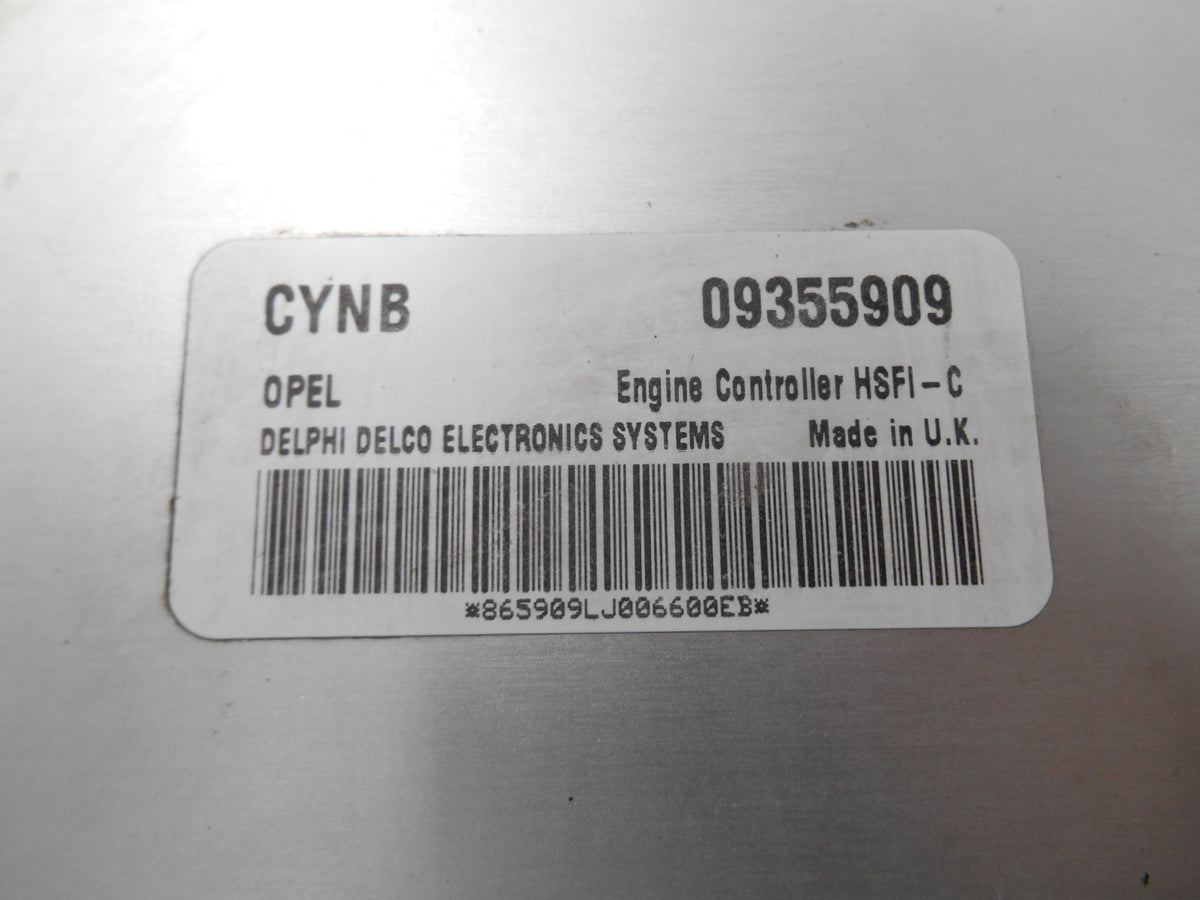 CYNB 09355909
OPEL Engine Controller HSFI-C
DELPHI DELCO ELECTRONICS SYSTEMS Made in U.K.
*865909LJ006600EB*